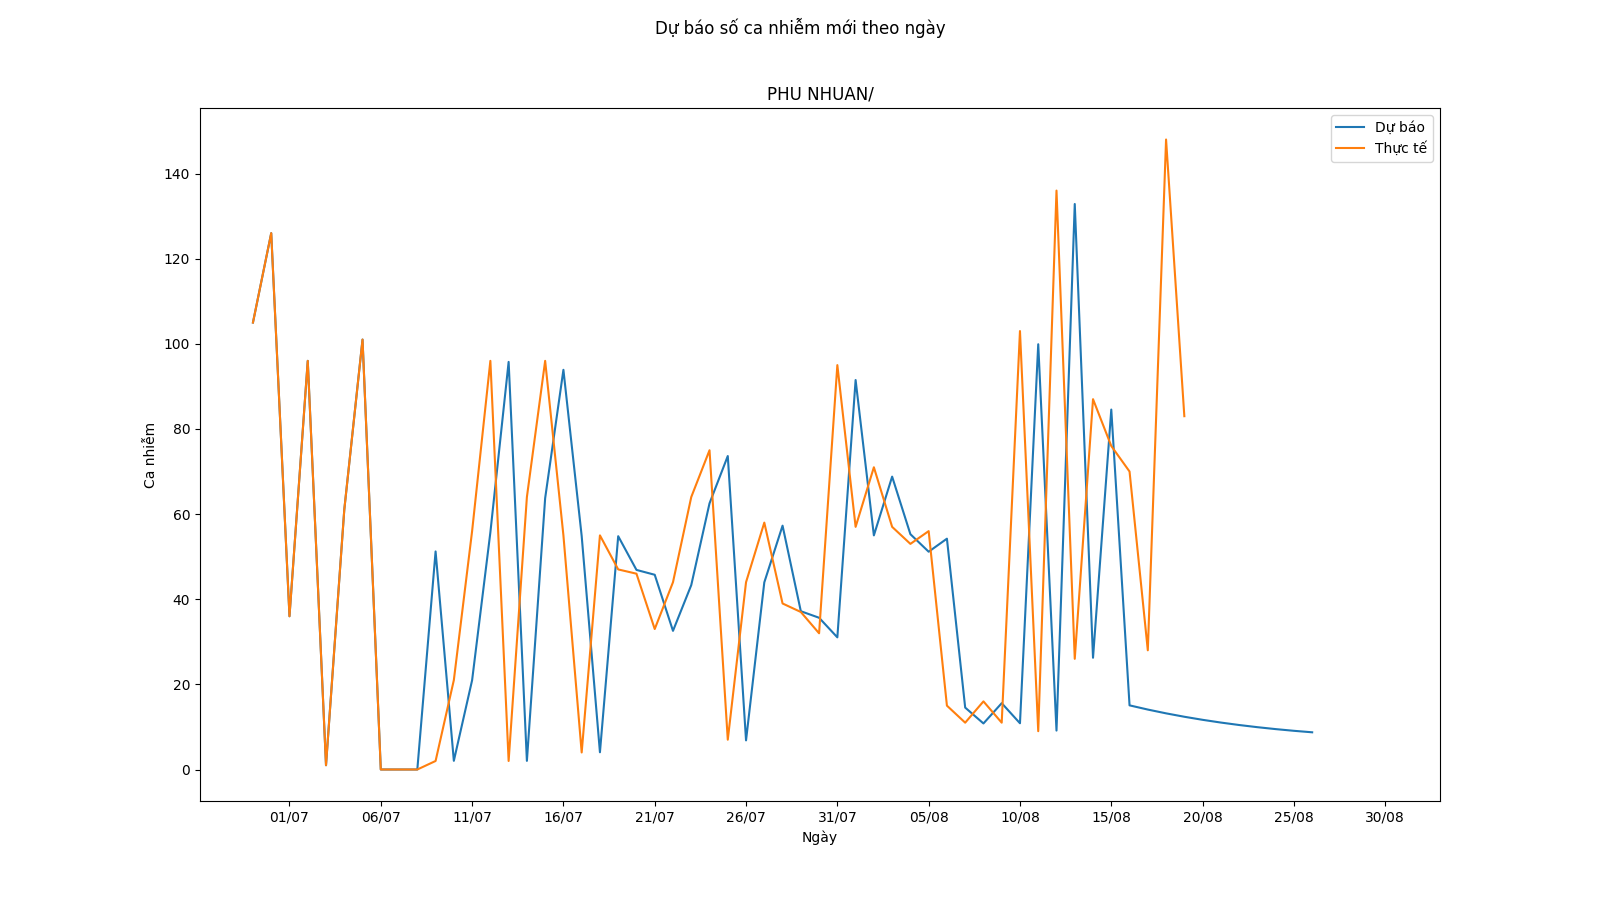 Dự báo số ca nhiễm mới theo ngày
PHU NHUAN/
Dự báo
Thực tế
140
120
100
80
60
40
20
0
Ca nhiễm
01/07 06/07 11/07 16/07 21/07 26/07 31/07 05/08 10/08 15/08 20/08 25/08 30/08
Ngày